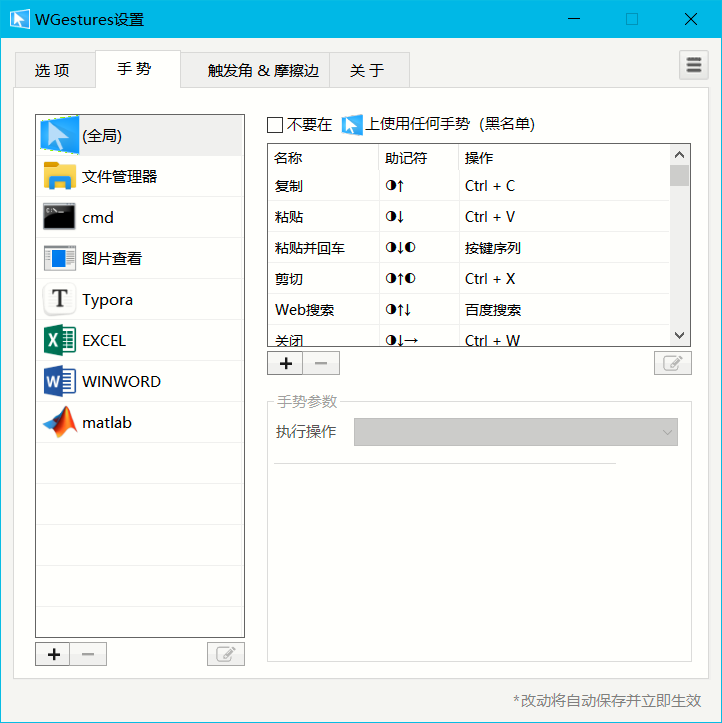 WGestures设置
选 项
手 势
触发角 & 摩擦边
关 于
(全局)
文件管理器
cmd
图片查看
Typora
EXCEL
WINWORD
matlab
不要在 上使用任何手势 (黑名单)
名称 助记符 操作
复制 ◑↑ Ctrl + C
粘贴 ◑↓ Ctrl + V
粘贴并回车 ◑↓◐ 按键序列
剪切 ◑↑◐ Ctrl + X
Web搜索 ◑↑↓ 百度搜索
关闭 ◑↓→ Ctrl + W
手势参数
执行操作
*改动将自动保存并立即生效